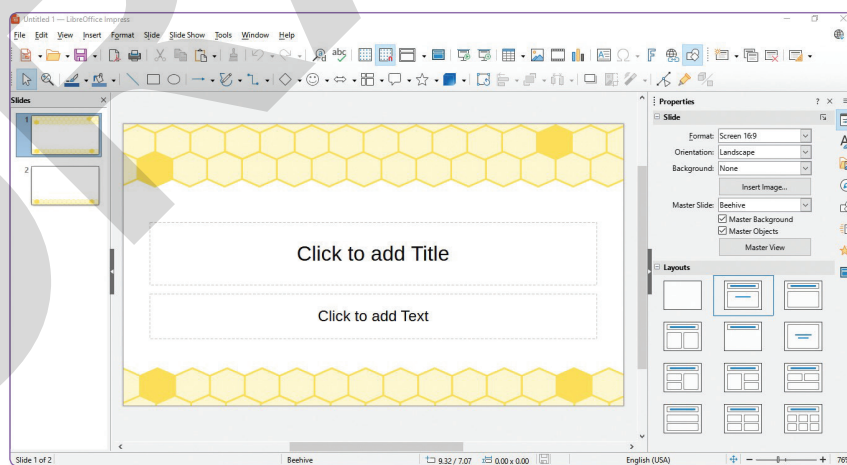 Untitled 1 — LibreOffice Impress
File Edit View Insert Format Slide Slide Show Tools Window Help
Slides
1
2
Click to add Title
Click to add Text
Properties
Slide
Format: Screen 16:9
Orientation: Landscape
Background: None
Insert Image...
Master Slide: Beehive
Master Background
Master Objects
Master View
Layouts
Slide 1 of 2
Beehive
9.32 / 7.07
0.00 x 0.00
English (USA)
76%